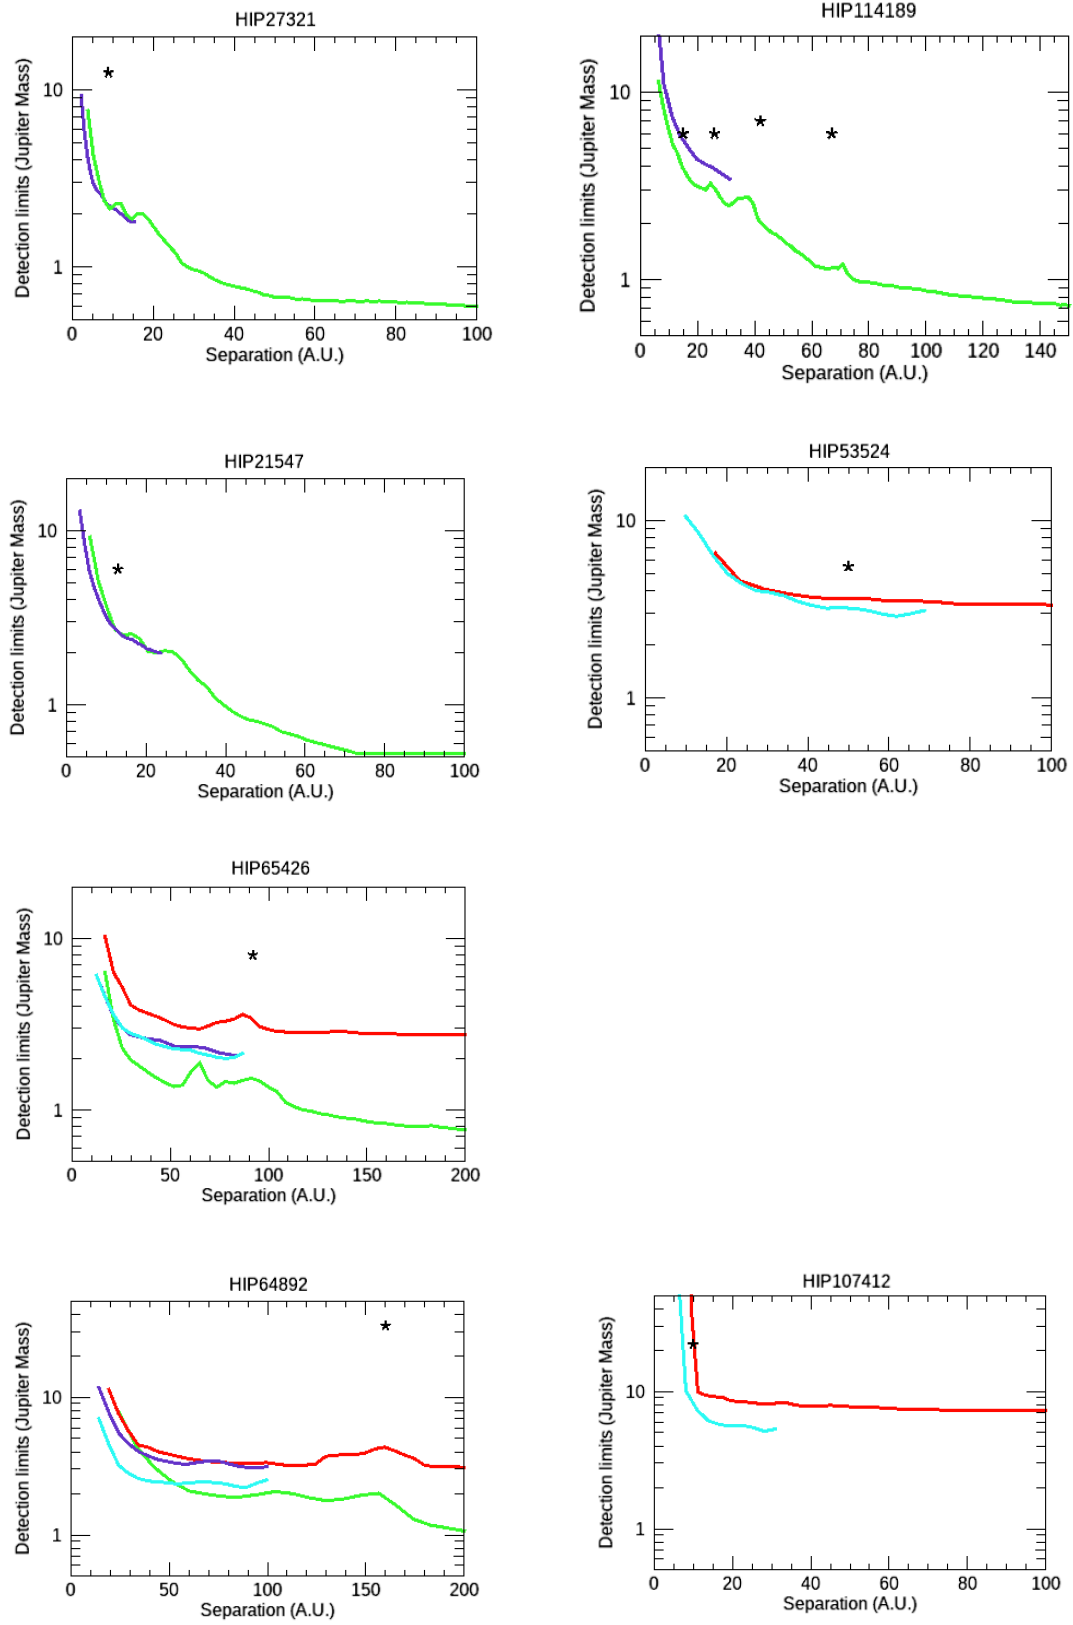 HIP27321
Detection limits (Jupiter Mass)
10
1
0 20 40 60 80 100
Separation (A.U.)
HIP114189
Detection limits (Jupiter Mass)
10
1
0 20 40 60 80 100 120 140
Separation (A.U.)
HIP21547
Detection limits (Jupiter Mass)
10
1
0 20 40 60 80 100
Separation (A.U.)
HIP53524
Detection limits (Jupiter Mass)
10
1
0 20 40 60 80 100
Separation (A.U.)
HIP65426
Detection limits (Jupiter Mass)
10
1
0 50 100 150 200
Separation (A.U.)
HIP64892
Detection limits (Jupiter Mass)
10
1
0 50 100 150 200
Separation (A.U.)
HIP107412
Detection limits (Jupiter Mass)
10
1
0 20 40 60 80 100
Separation (A.U.)